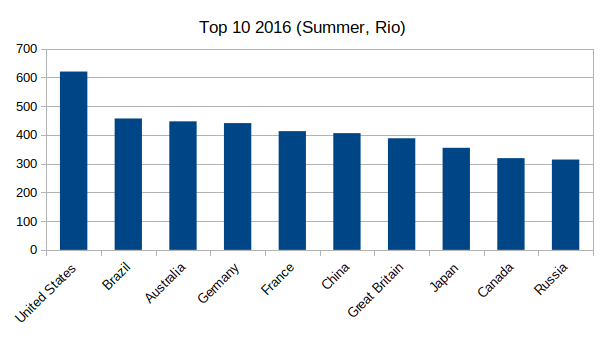 Top 10 2016 (Summer, Rio)
700
600
500
400
300
200
100
0
United States
Brazil
Australia
Germany
France
China
Great Britain
Japan
Canada
Russia